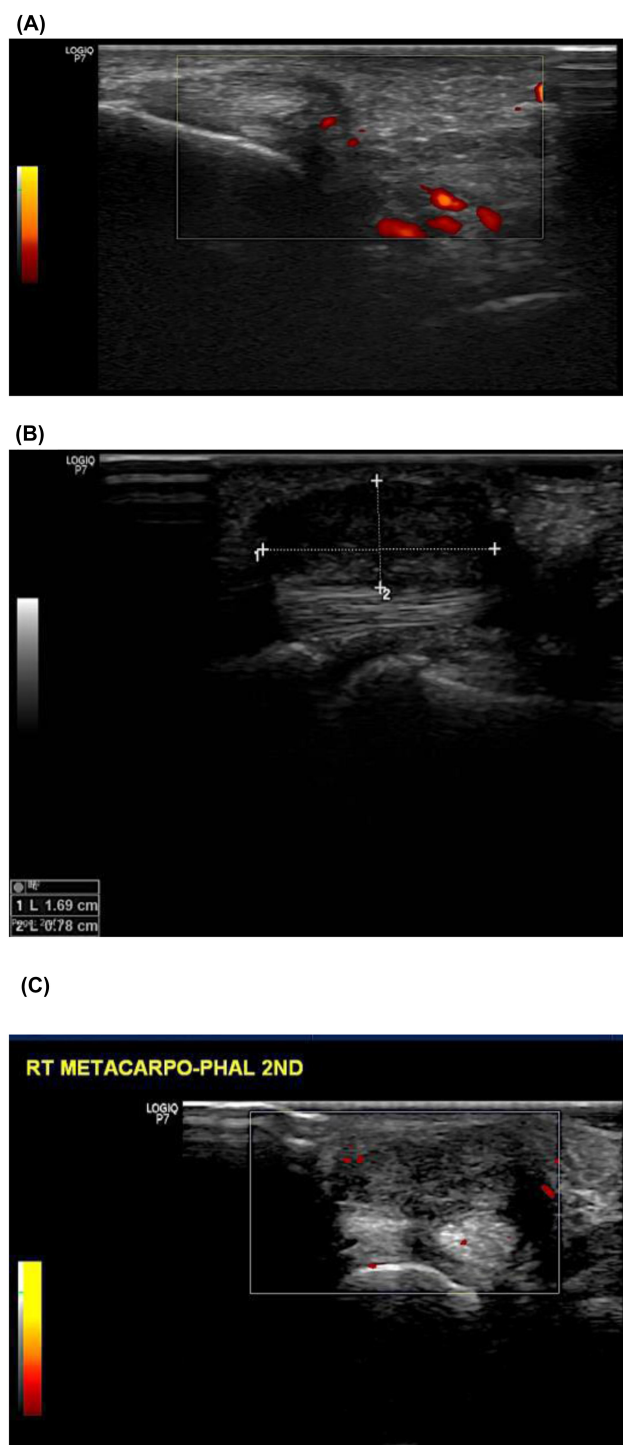 (A)
LOGIQ
P7
(B)
LOGIQ
P7
1
2
1 L 1.69 cm
2 L 0.78 cm
(C)
RT METACARPO-PHAL 2ND
LOGIQ
P7